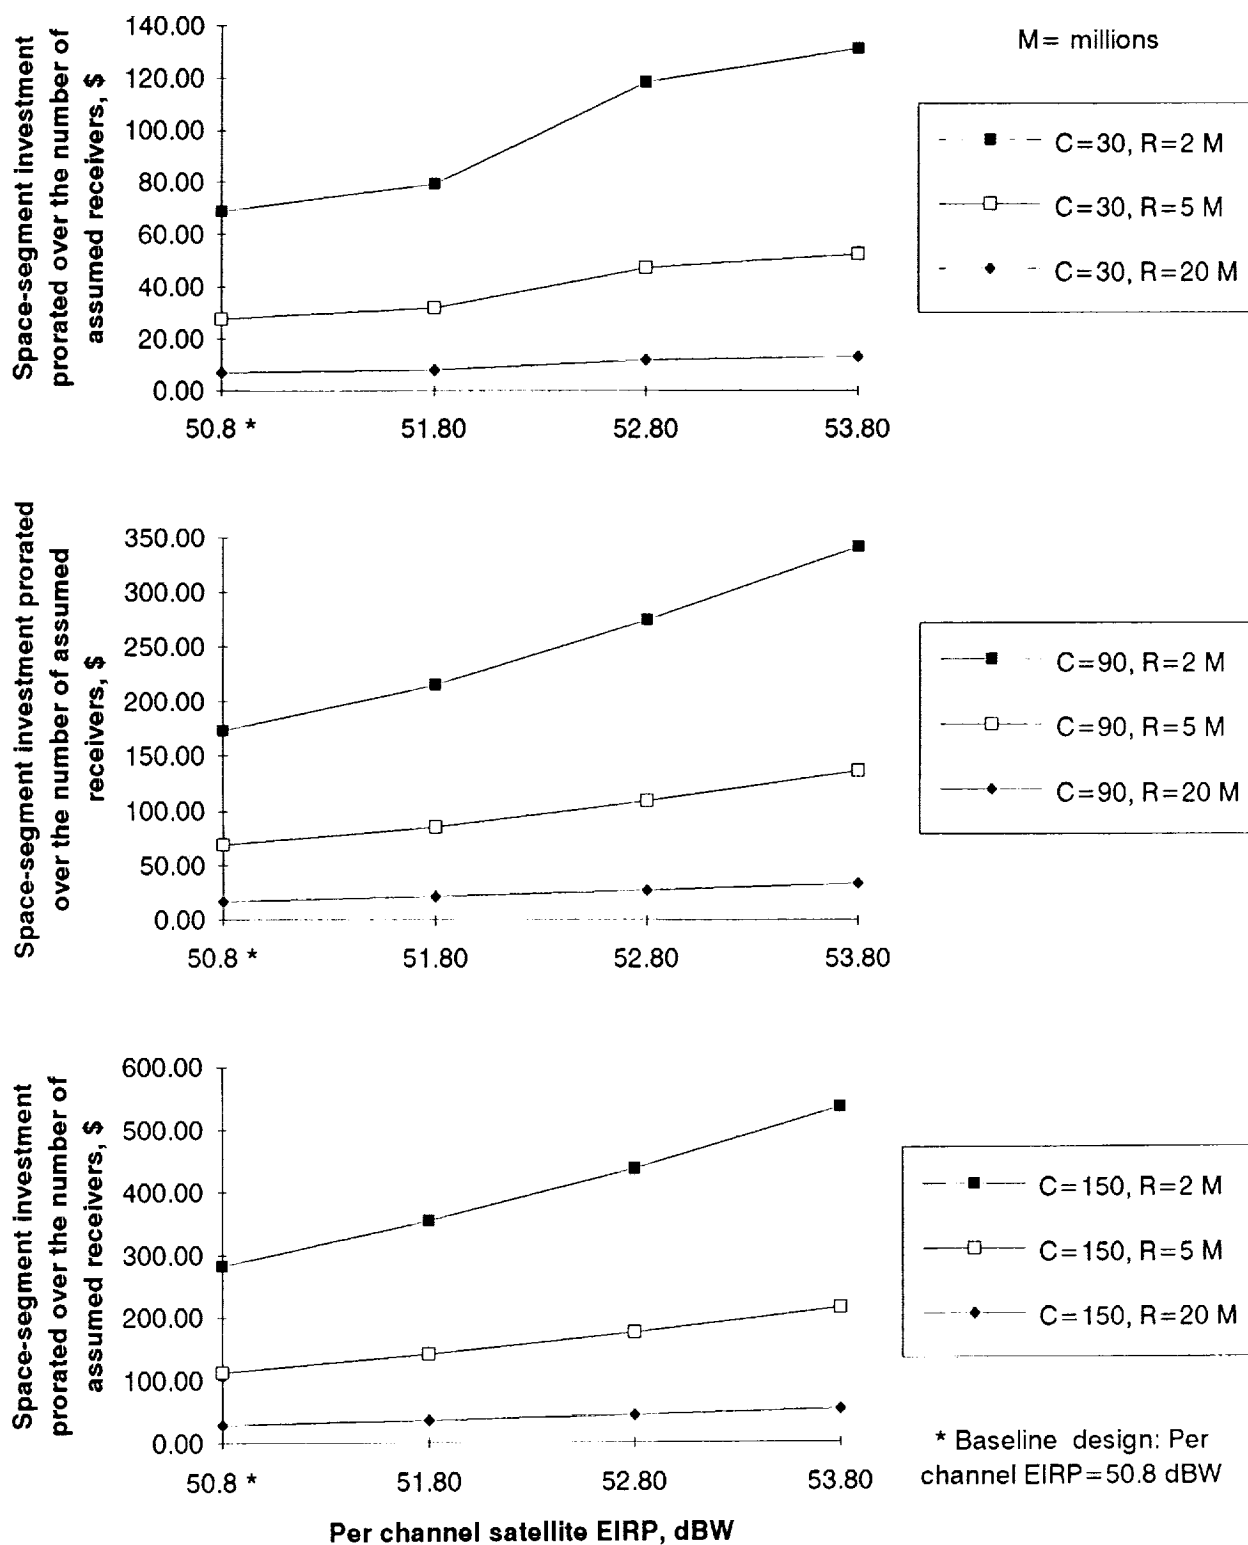 Space-segment investment
prorated over the number of
assumed receivers, $
140.00
120.00
100.00
80.00
60.00
40.00
20.00
0.00
50.8 *
51.80
52.80
53.80
M= millions
C=30, R=2 M
C=30, R=5 M
C=30, R=20 M
Space-segment investment prorated
over the number of assumed
receivers, $
350.00
300.00
250.00
200.00
150.00
100.00
50.00
0.00
50.8 *
51.80
52.80
53.80
C=90, R=2 M
C=90, R=5 M
C=90, R=20 M
Space-segment investment
prorated over the number of
assumed receivers, $
600.00
500.00
400.00
300.00
200.00
100.00
0.00
50.8 *
51.80
52.80
53.80
C=150, R=2 M
C=150, R=5 M
C=150, R=20 M
* Baseline design: Per
channel EIRP=50.8 dBW
Per channel satellite EIRP, dBW